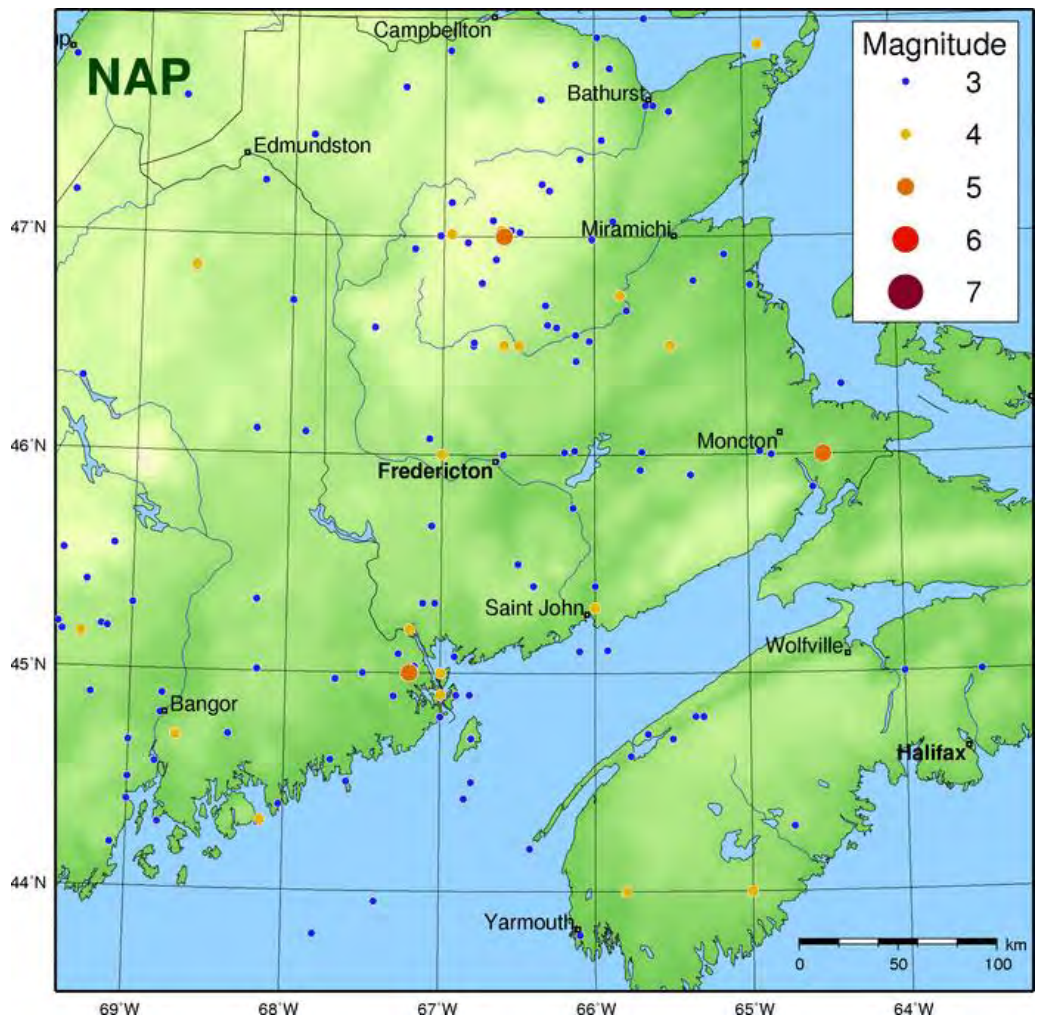 Campbellton
NAP
Bathurst
Edmundston
Miramichi
Moncton
Fredericton
Saint John
Wolfville
Bangor
Halifax
Yarmouth
Magnitude
3
4
5
6
7
47°N
46°N
45°N
44°N
69°W
68°W
67°W
66°W
65°W
64°W
km
0
50
100